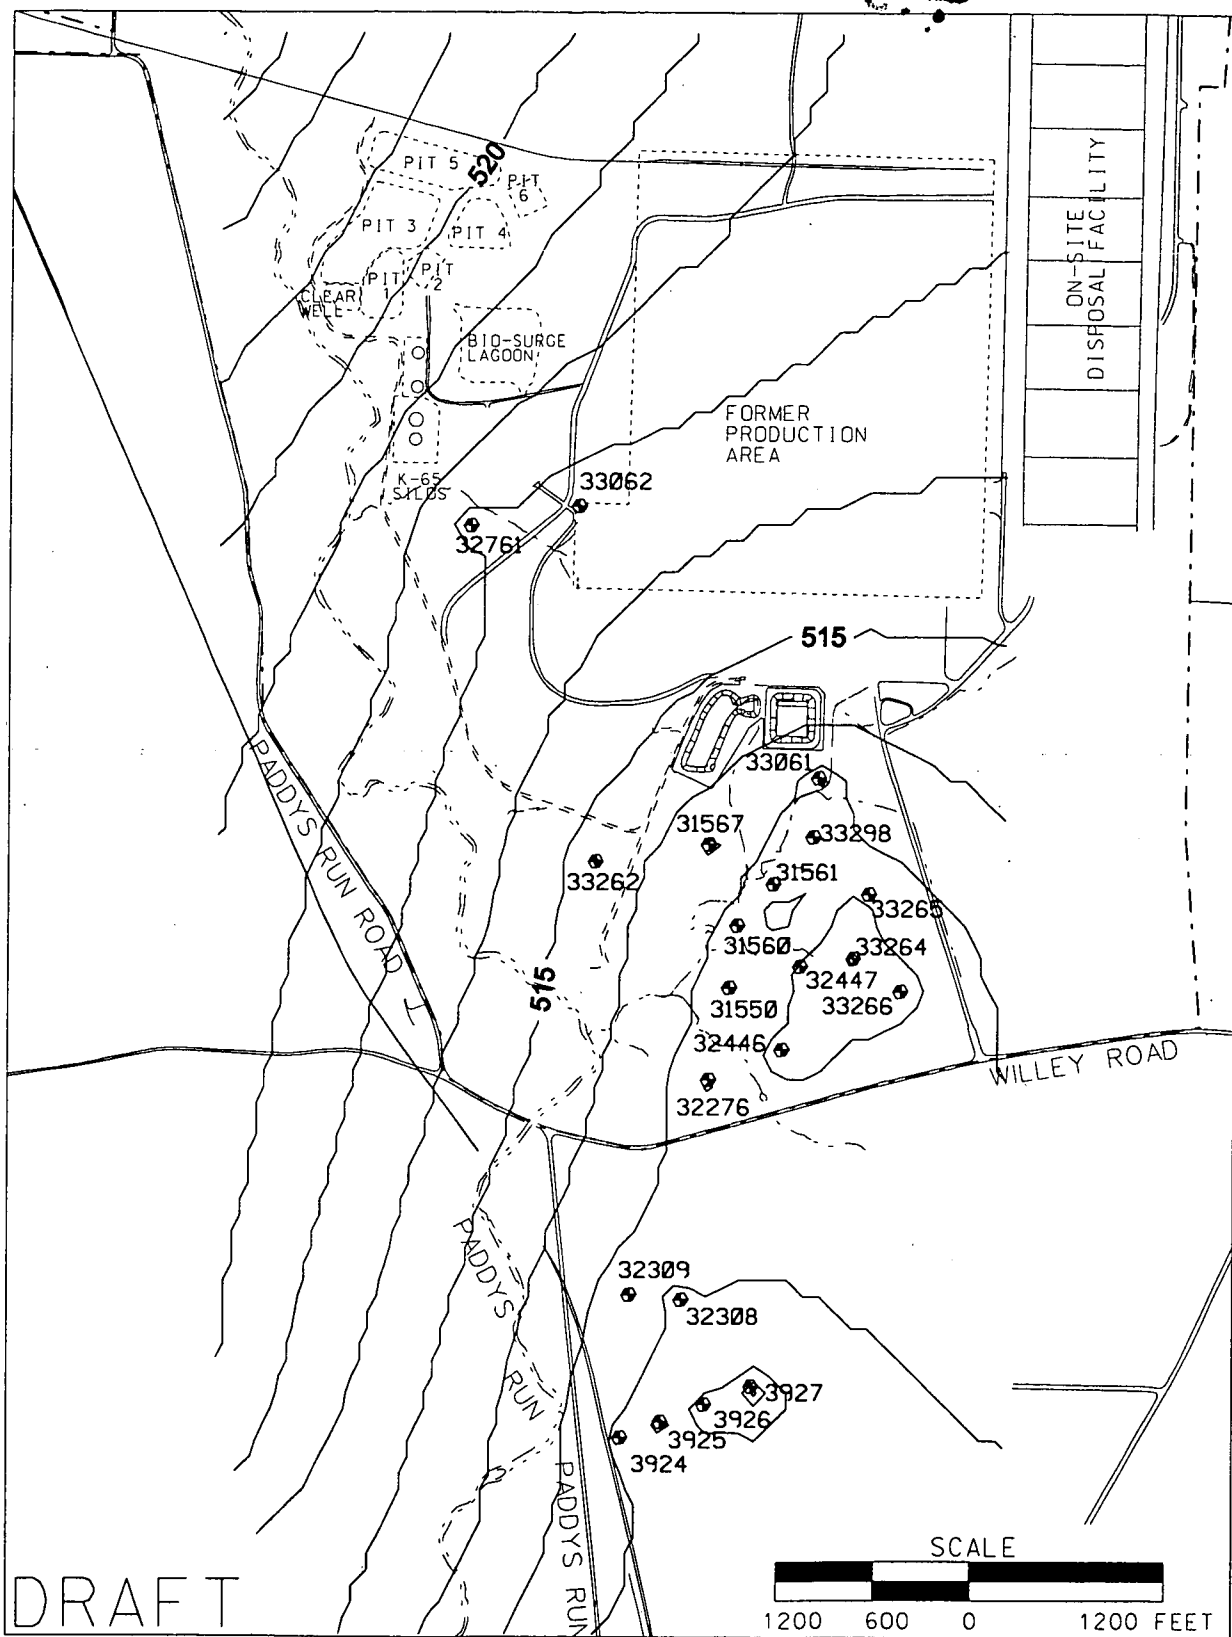 PIT 5
520
PIT
6
PIT 3
PIT 4
PIT
1
PIT
2
CLEAR
WELL
BIO-SURGE
LAGOON
ON-SITE
DISPOSAL FACILITY
FORMER
PRODUCTION
AREA
K-65
SILOS
33062
32761
515
33061
PADDYS RUN ROAD
31567
33298
33262
31561
33265
31560
33264
32447
515
31550
33266
32446
WILLEY ROAD
32276
PADDYS
RUN
32309
32308
3927
3926
3925
3924
PADDYS RUN
SCALE
1200 600 0 1200 FEET
DRAFT